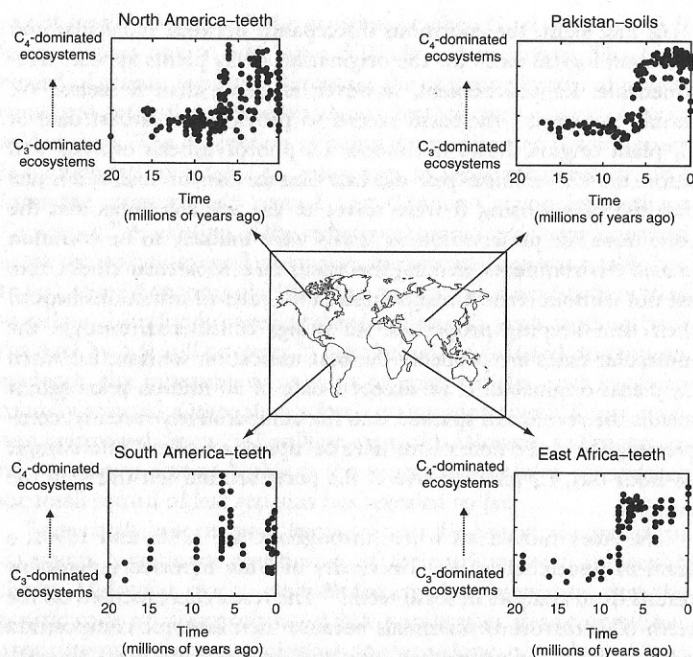 North America–teeth
C₄-dominated
ecosystems
C₃-dominated
ecosystems
20 15 10 5 0
Time
(millions of years ago)
Pakistan–soils
C₄-dominated
ecosystems
C₃-dominated
ecosystems
20 15 10 5 0
Time
(millions of years ago)
South America–teeth
C₄-dominated
ecosystems
C₃-dominated
ecosystems
20 15 10 5 0
Time
(millions of years ago)
East Africa–teeth
C₄-dominated
ecosystems
C₃-dominated
ecosystems
20 15 10 5 0
Time
(millions of years ago)